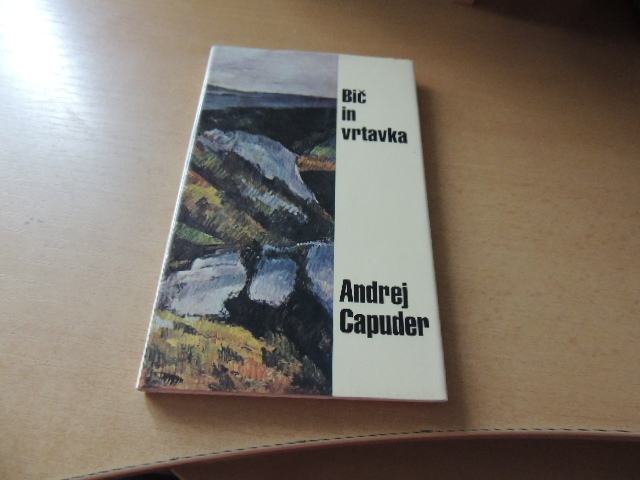 Bič
in
vrtavka
Andrej
Capuder